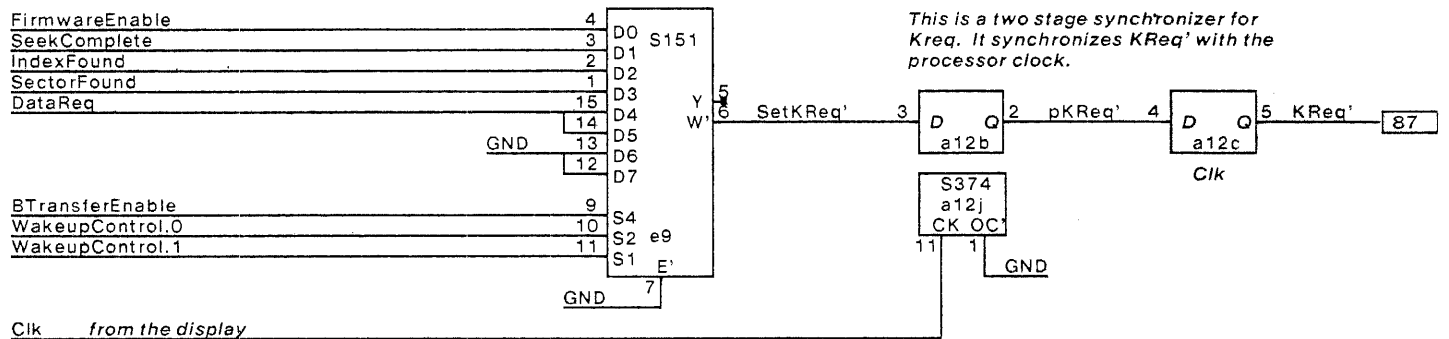 FirmwareEnable 4 D0
SeekComplete 3 D1
IndexFound 2 D2
SectorFound 1 D3
DataReq 15 D4
14 D5
GND 13 D6
12 D7
S151
Y 5
W' 6
SetKReq' 3 D Q 2 pKReq' 4 D Q 5 KReq' 87
a12b
a12c
Clk
This is a two stage synchronizer for
Kreq. It synchronizes KReq' with the
processor clock.
BTransferEnable 9 S4
WakeupControl.0 10 S2
WakeupControl.1 11 S1
e9
E'
7
GND
S374
a12j
CK OC'
11 1
GND
Clk from the display